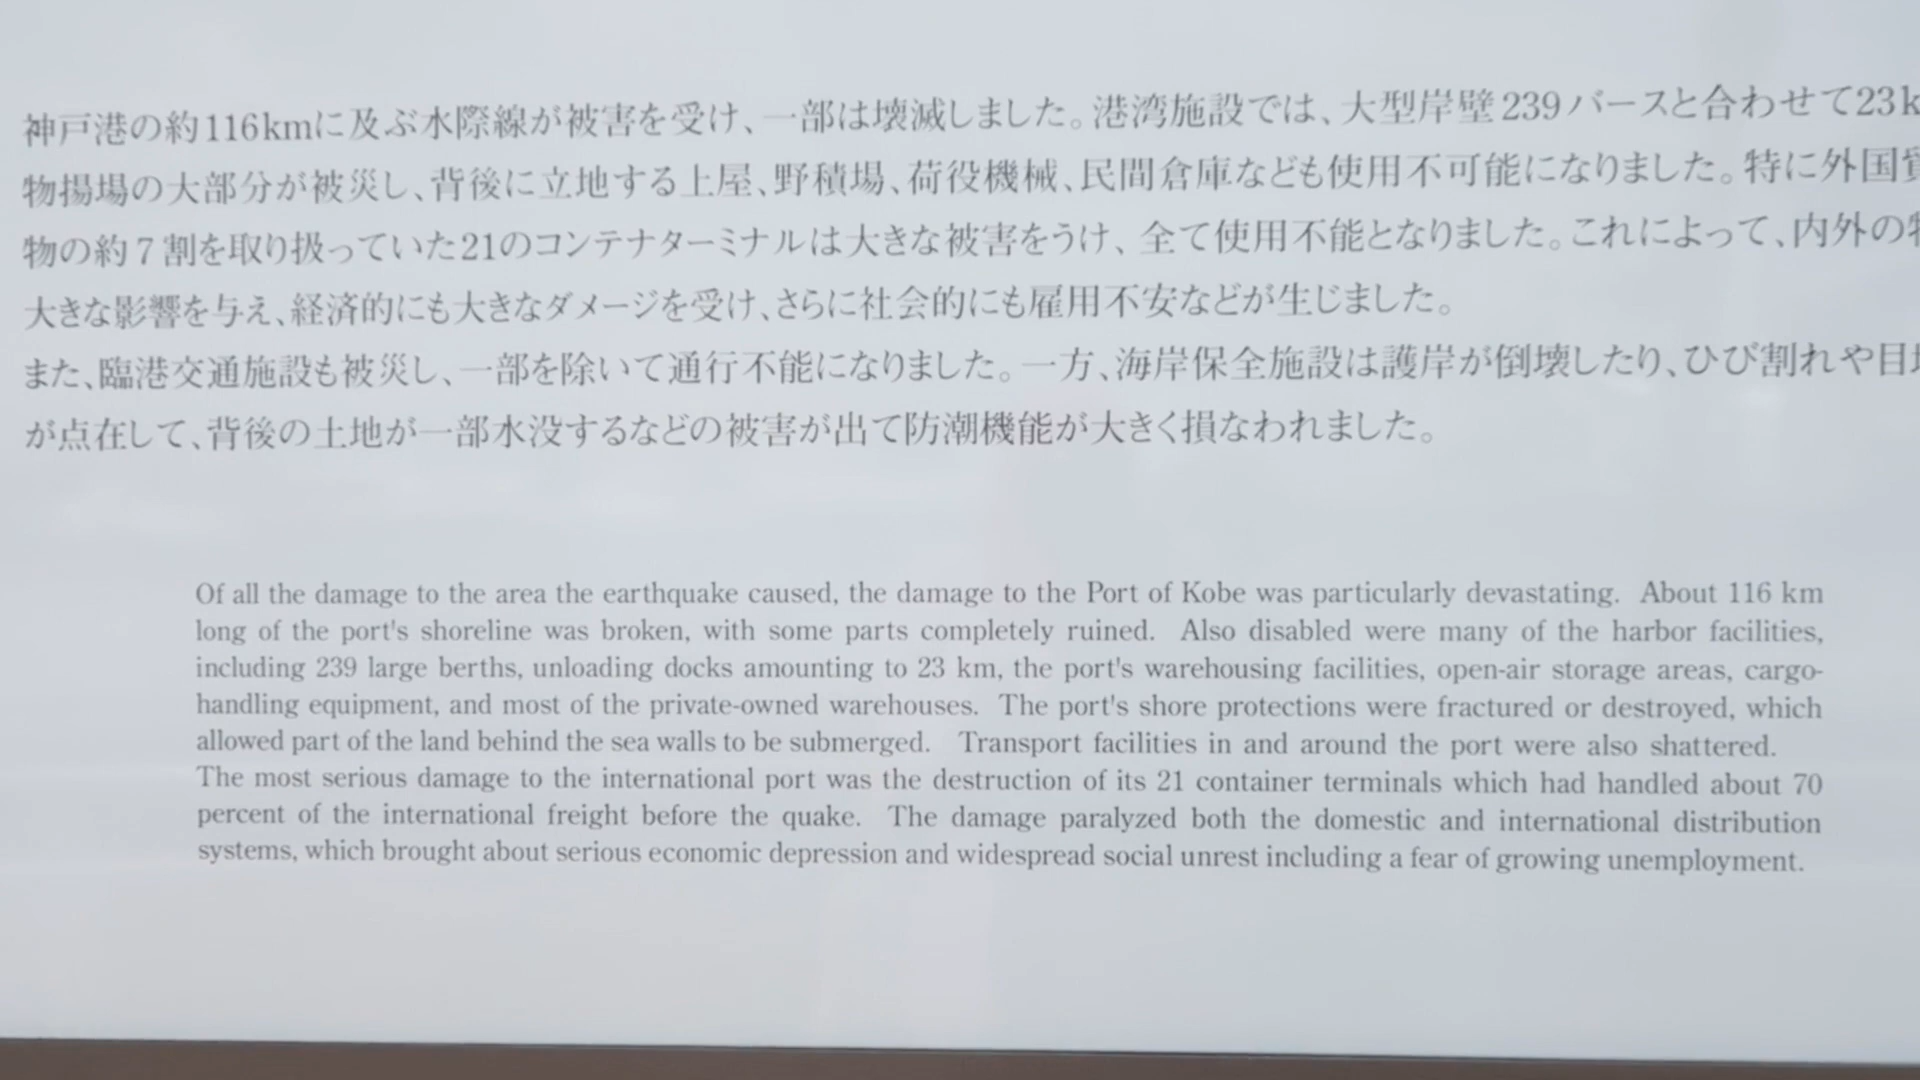 神戸港の約116kmに及ぶ水際線が被害を受け、一部は壊滅しました。港湾施設では、大型岸壁239バースと合わせて23k
物揚場の大部分が被災し、背後に立地する上屋、野積場、荷役機械、民間倉庫なども使用不可能になりました。特に外国貿
物の約7割を取り扱っていた21のコンテナターミナルは大きな被害をうけ、全て使用不能となりました。これによって、内外の物
大きな影響を与え、経済的にも大きなダメージを受け、さらに社会的にも雇用不安などが生じました。
また、臨港交通施設も被災し、一部を除いて通行不能になりました。一方、海岸保全施設は護岸が倒壊したり、ひび割れや目地
が点在して、背後の土地が一部水没するなどの被害が出て防潮機能が大きく損なわれました。
Of all the damage to the area the earthquake caused, the damage to the Port of Kobe was particularly devastating. About 116 km
long of the port's shoreline was broken, with some parts completely ruined. Also disabled were many of the harbor facilities,
including 239 large berths, unloading docks amounting to 23 km, the port's warehousing facilities, open-air storage areas, cargo-
handling equipment, and most of the private-owned warehouses. The port's shore protections were fractured or destroyed, which
allowed part of the land behind the sea walls to be submerged. Transport facilities in and around the port were also shattered.
The most serious damage to the international port was the destruction of its 21 container terminals which had handled about 70
percent of the international freight before the quake. The damage paralyzed both the domestic and international distribution
systems, which brought about serious economic depression and widespread social unrest including a fear of growing unemployment.